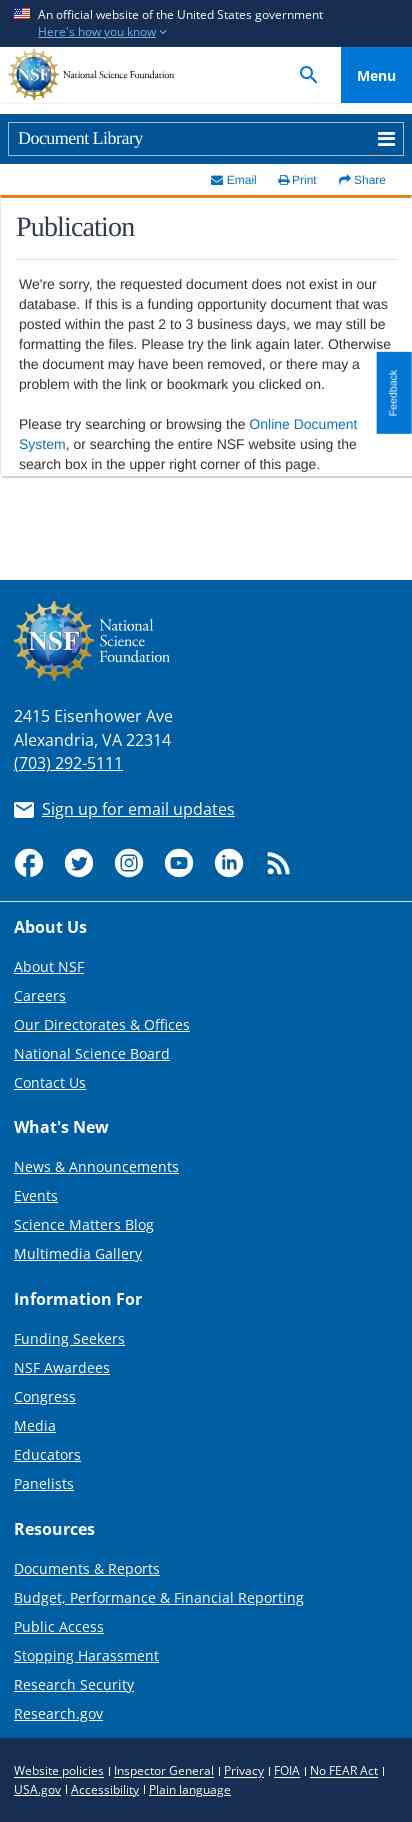 An official website of the United States government
Here's how you know
NSF National Science Foundation
Menu
Document Library
Email Print Share
Publication
We're sorry, the requested document does not exist in our
database. If this is a funding opportunity document that was
posted within the past 2 to 3 business days, we may still be
formatting the files. Please try the link again later. Otherwise
the document may have been removed, or there may a
problem with the link or bookmark you clicked on.
Feedback
Please try searching or browsing the Online Document
System, or searching the entire NSF website using the
search box in the upper right corner of this page.
NSF
National
Science
Foundation
2415 Eisenhower Ave
Alexandria, VA 22314
(703) 292-5111
Sign up for email updates
About Us
About NSF
Careers
Our Directorates & Offices
National Science Board
Contact Us
What's New
News & Announcements
Events
Science Matters Blog
Multimedia Gallery
Information For
Funding Seekers
NSF Awardees
Congress
Media
Educators
Panelists
Resources
Documents & Reports
Budget, Performance & Financial Reporting
Public Access
Stopping Harassment
Research Security
Research.gov
Website policies | Inspector General | Privacy | FOIA | No FEAR Act |
USA.gov | Accessibility | Plain language